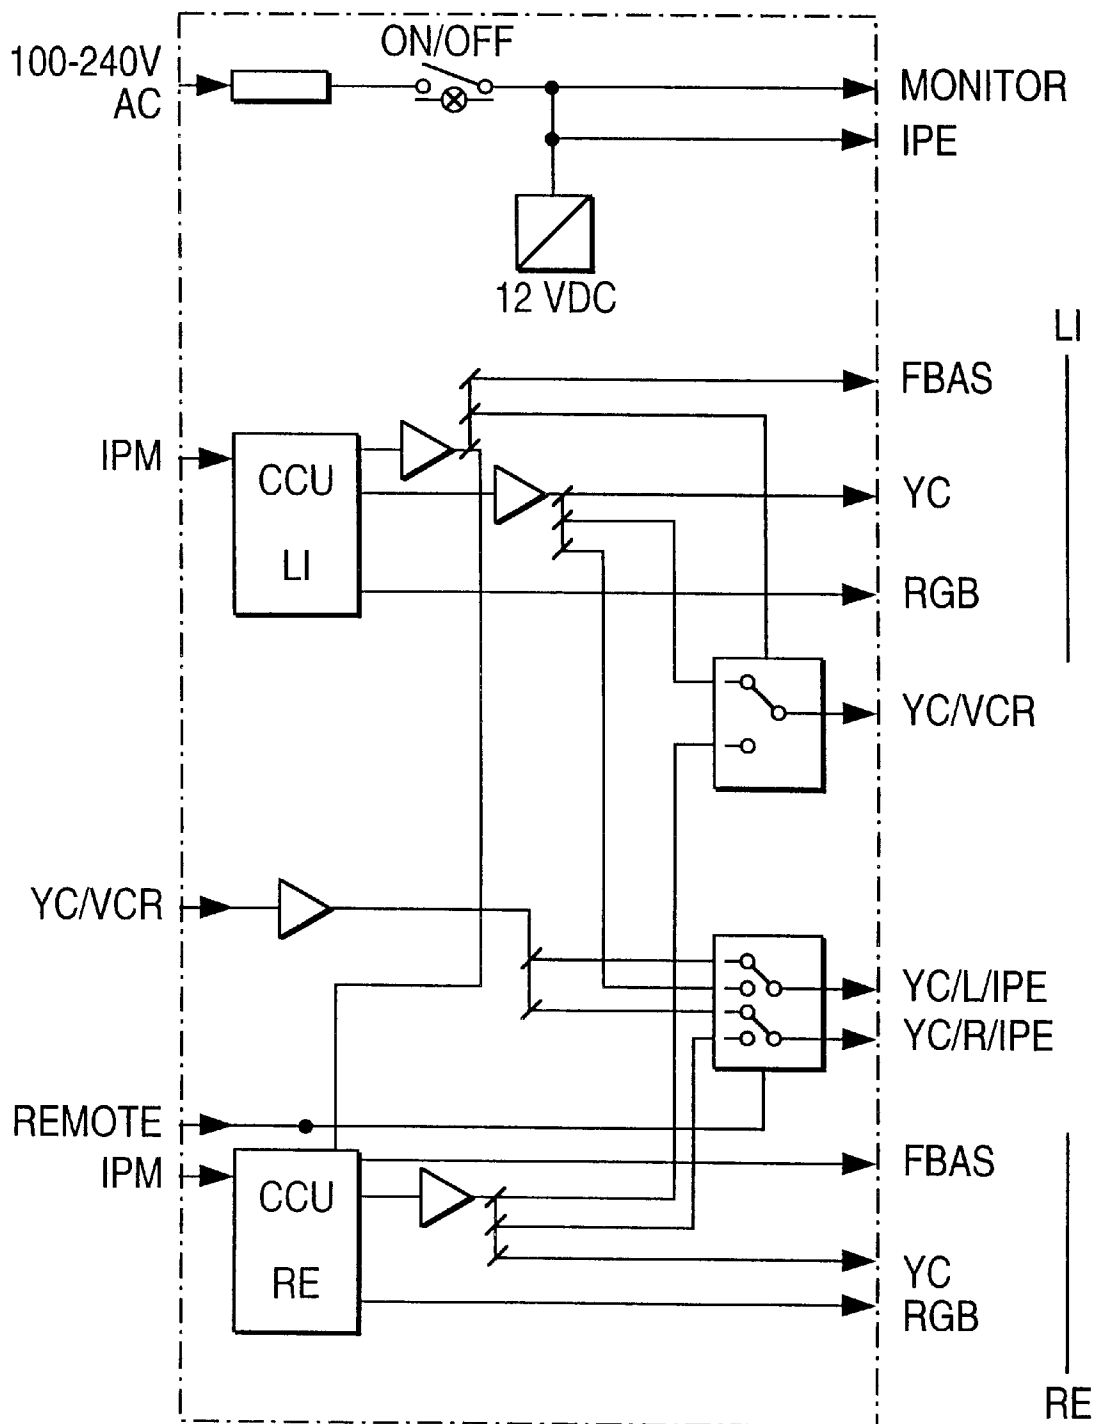 100-240V
AC
ON/OFF
MONITOR
IPE
12 VDC
LI
FBAS
IPM
CCU
LI
YC
RGB
YC/VCR
YC/VCR
YC/L/IPE
YC/R/IPE
REMOTE
IPM
CCU
RE
FBAS
YC
RGB
RE